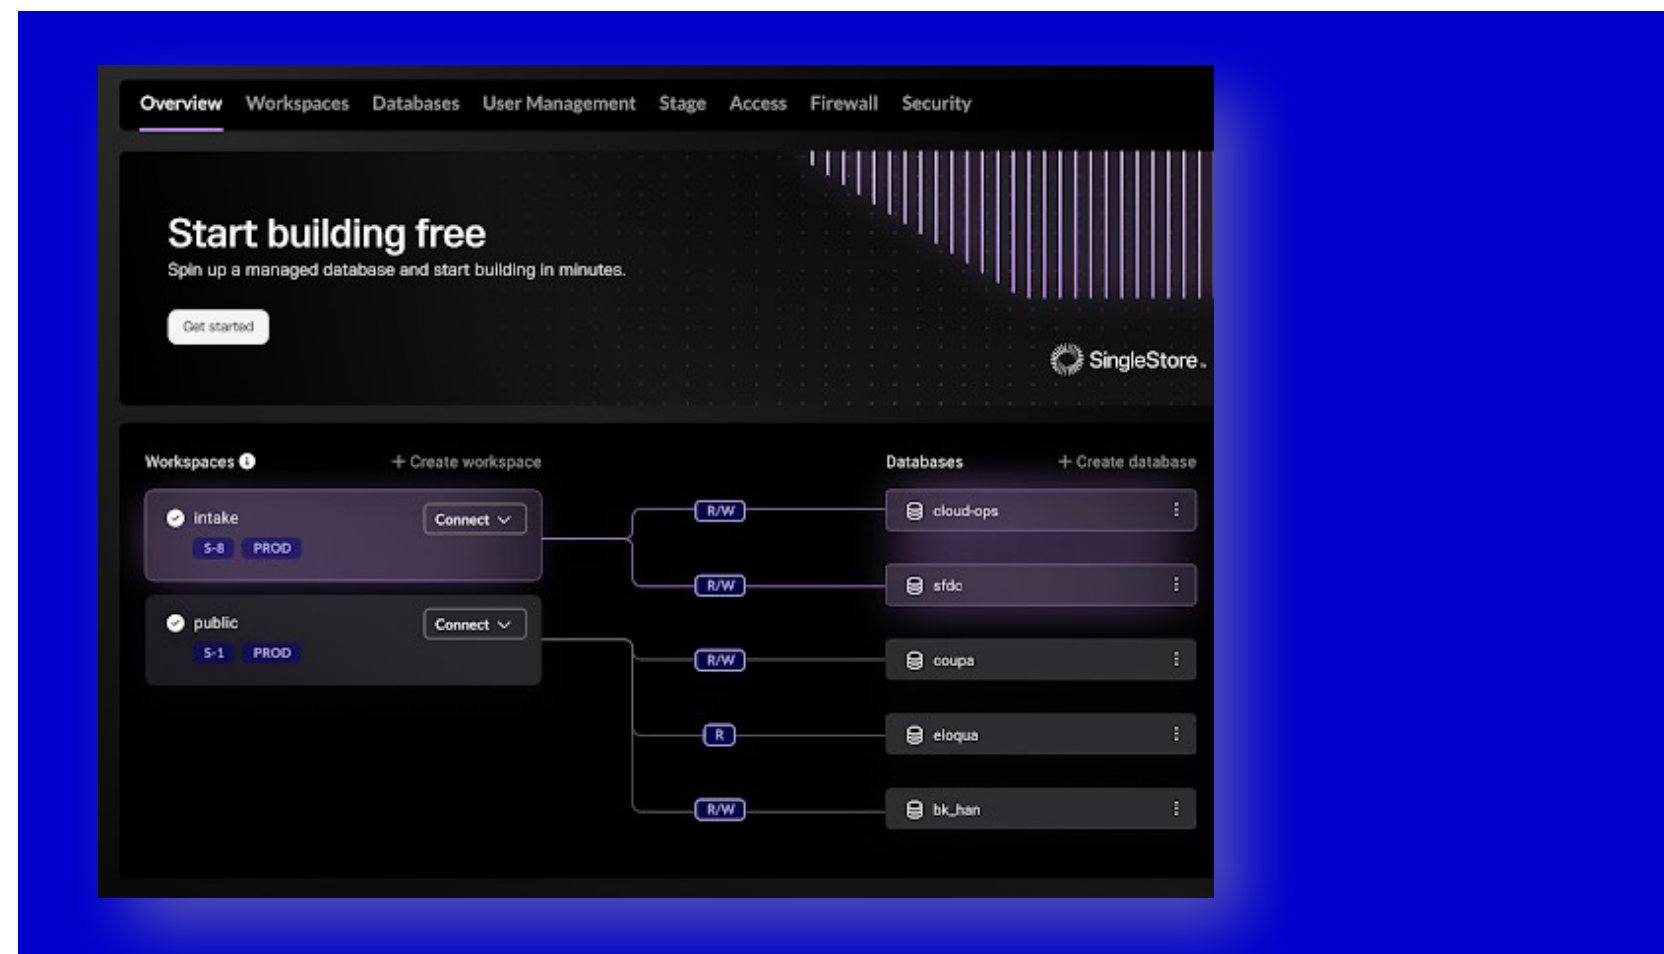 Overview Workspaces Databases User Management Stage Access Firewall Security
Start building free
Spin up a managed database and start building in minutes.
Get started
SingleStore™
Workspaces + Create workspace
intake Connect
S-8 PROD
public Connect
S-1 PROD
R/W
R/W
R/W
R
R/W
Databases + Create database
cloud-ops
sfdc
coupa
eloqua
bk_han